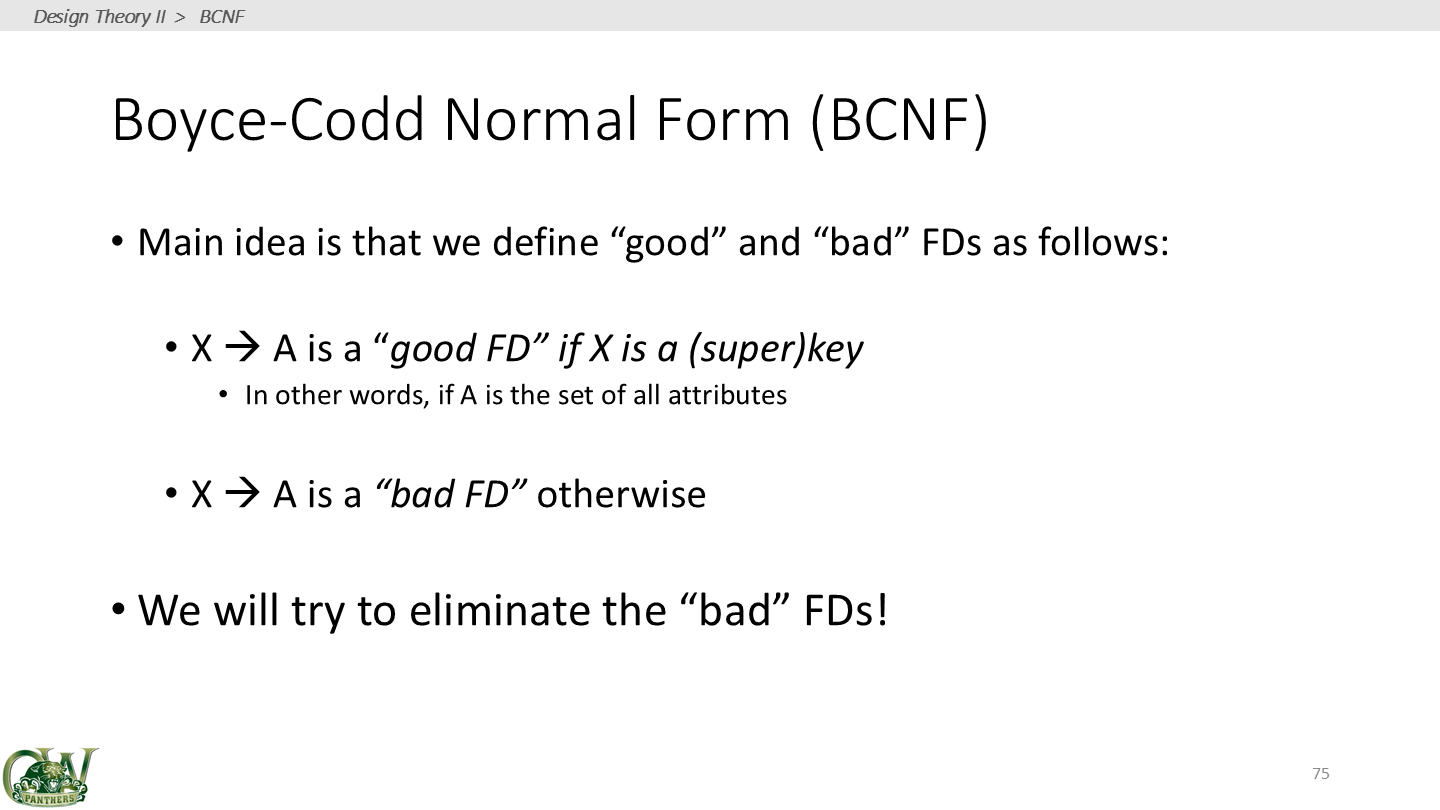 Design Theory II > BCNF
Boyce-Codd Normal Form (BCNF)
• Main idea is that we define “good” and “bad” FDs as follows:
• X → A is a “good FD” if X is a (super)key
• In other words, if A is the set of all attributes
• X → A is a “bad FD” otherwise
• We will try to eliminate the “bad” FDs!
CW
PANTHERS
75